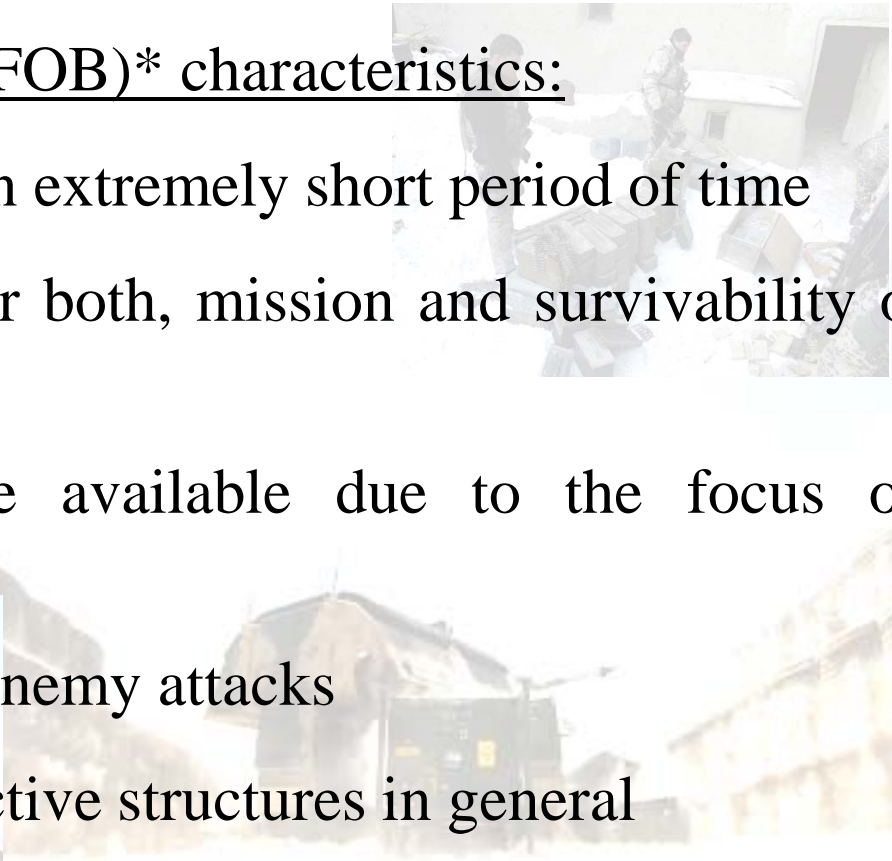 FOB)* characteristics:
n extremely short period of time
r both, mission and survivability o
e available due to the focus o
nemy attacks
ctive structures in general